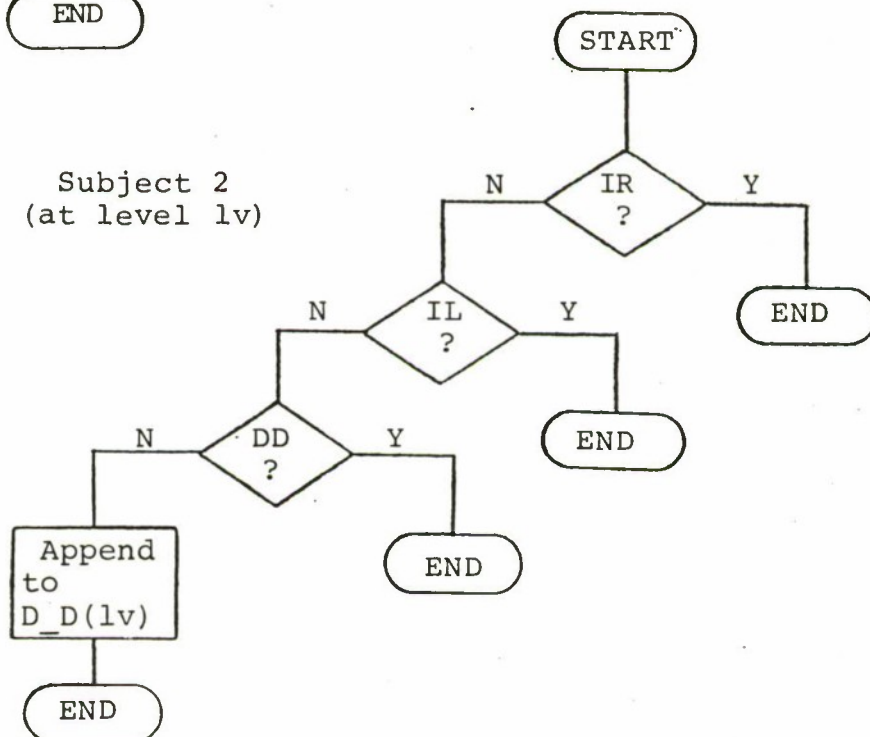 END
START
Subject 2
(at level lv)
N
IR
?
Y
END
N
IL
?
Y
END
N
DD
?
Y
END
Append
to
D_D(lv)
END